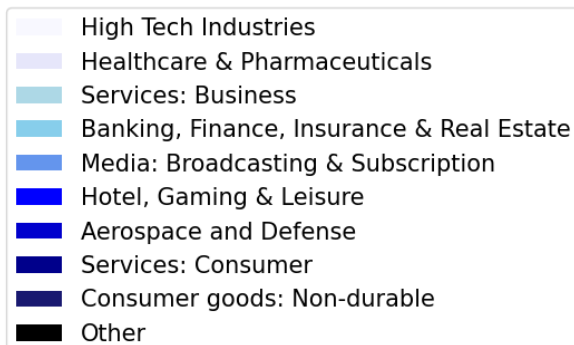 High Tech Industries
Healthcare & Pharmaceuticals
Services: Business
Banking, Finance, Insurance & Real Estate
Media: Broadcasting & Subscription
Hotel, Gaming & Leisure
Aerospace and Defense
Services: Consumer
Consumer goods: Non-durable
Other